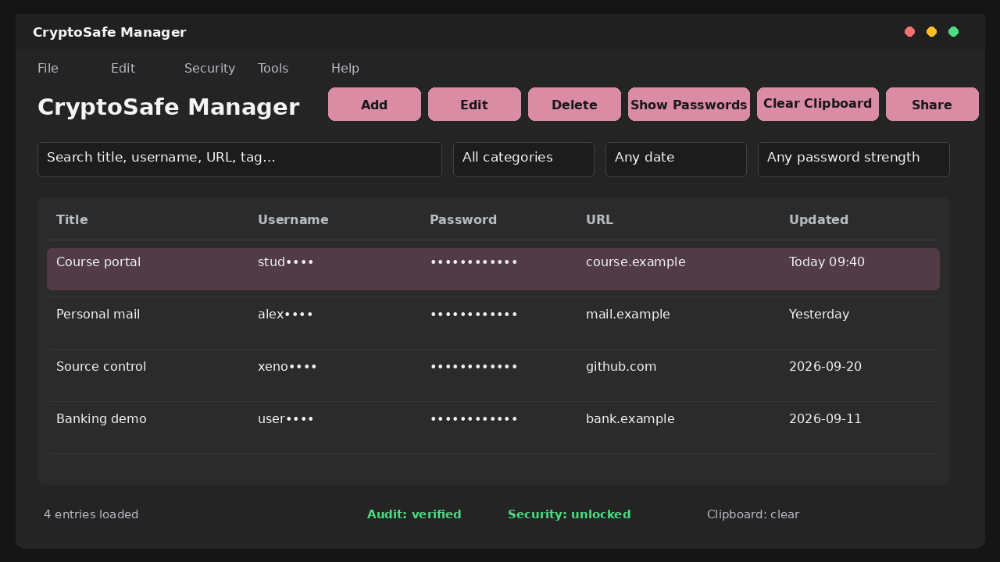 CryptoSafe Manager
File Edit Security Tools Help
CryptoSafe Manager Add Edit Delete Show Passwords Clear Clipboard Share
Search title, username, URL, tag... All categories Any date Any password strength
Title Username Password URL Updated
Course portal stud•••• •••••••••••• course.example Today 09:40
Personal mail alex•••• •••••••••••• mail.example Yesterday
Source control xeno•••• •••••••••••• github.com 2026-09-20
Banking demo user•••• •••••••••••• bank.example 2026-09-11
4 entries loaded Audit: verified Security: unlocked Clipboard: clear